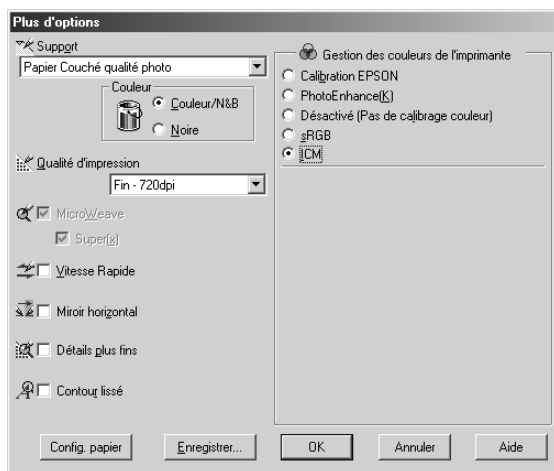 Plus d'options
Support
Papier Couché qualité photo
Couleur
Couleur/N&B
Noire
Qualité d'impression
Fin - 720dpi
MicroWeave
Super(x)
Vitesse Rapide
Miroir horizontal
Détails plus fins
Contour lissé
Gestion des couleurs de l'imprimante
Calibration EPSON
PhotoEnhance(K)
Désactivé (Pas de calibrage couleur)
sRGB
ICM
Config. papier
Enregistrer...
OK
Annuler
Aide